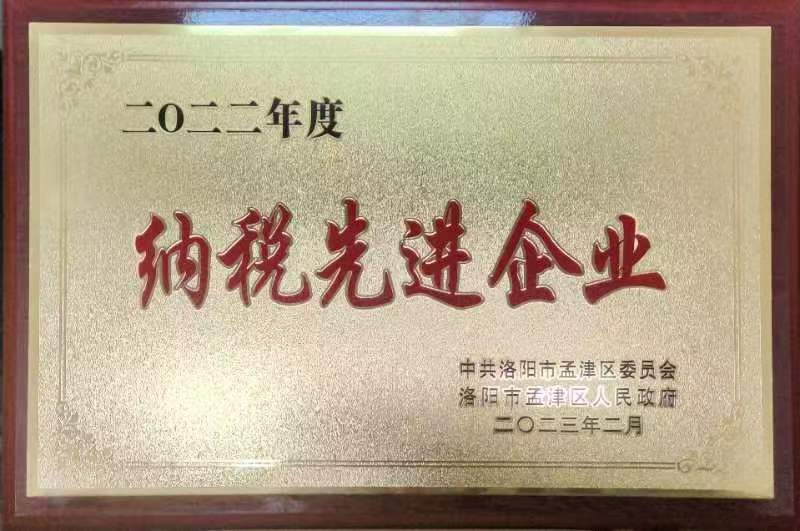 二〇二二年度
纳税先进企业
中共洛阳市孟津区委员会
洛阳市孟津区人民政府
二〇二三年二月